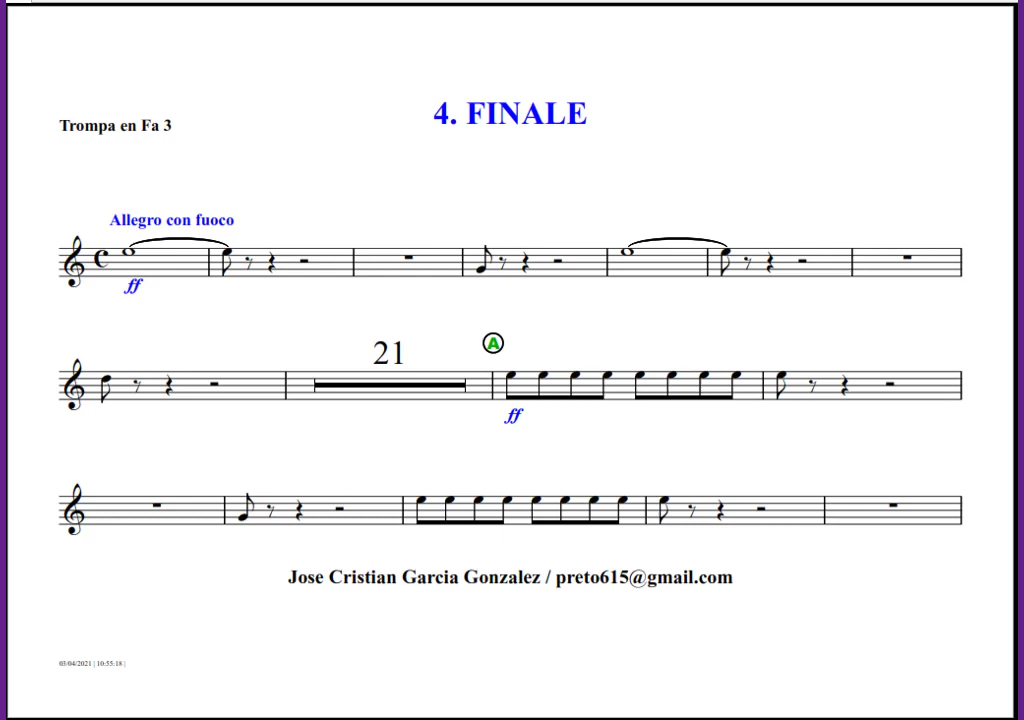 4. FINALE
Trompa en Fa 3
Allegro con fuoco
ff
21
A
ff
Jose Cristian Garcia Gonzalez / preto615@gmail.com
03/04/2021 | 10:55:18 |